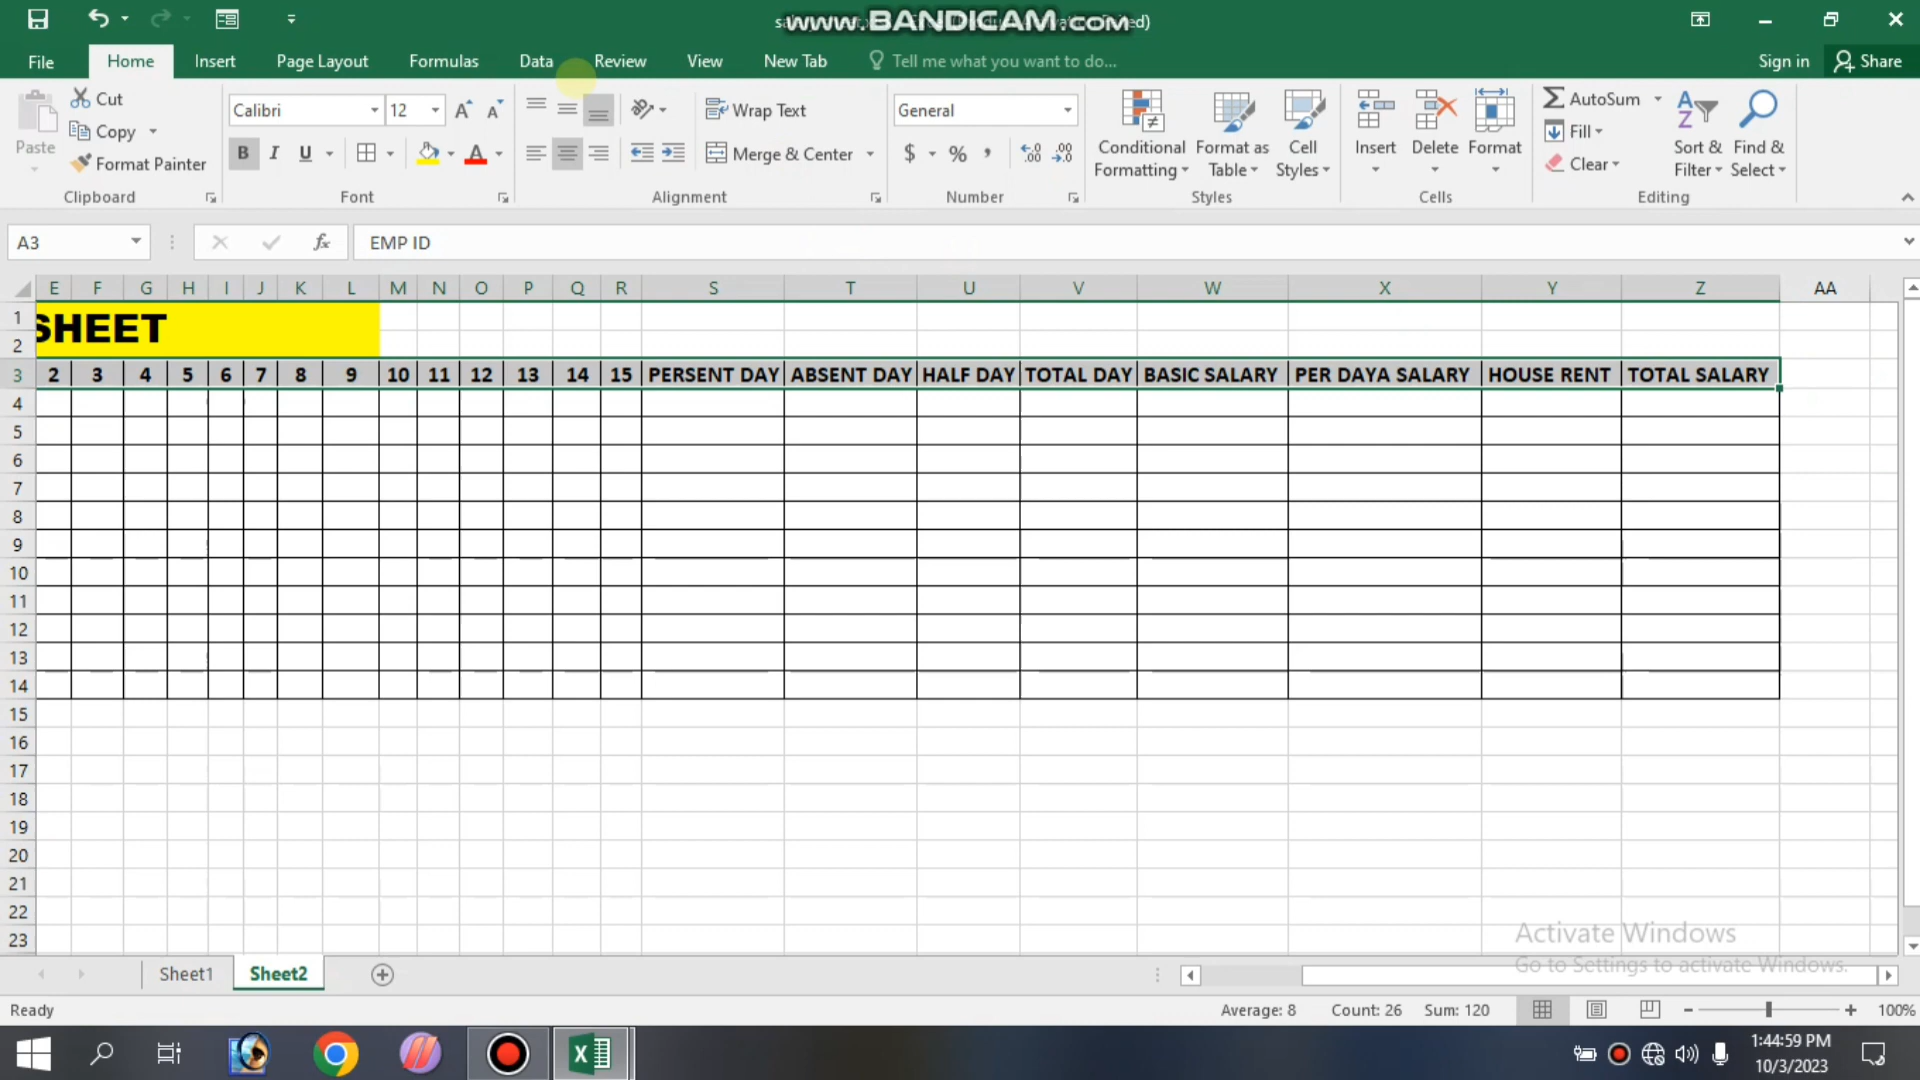 www.BANDICAM.com
File Home Insert Page Layout Formulas Data Review View New Tab Tell me what you want to do... Sign in Share
Paste
Cut
Copy
Format Painter
Clipboard
Calibri 12
B I U A
Font
Wrap Text
Merge & Center
Alignment
General
$ % ,
Number
Conditional Formatting
Format as Table
Cell Styles
Styles
Insert Delete Format
Cells
AutoSum
Fill
Clear
Sort & Filter
Find & Select
Editing
A3 fx EMP ID
E F G H I J K L M N O P Q R S T U V W X Y Z AA
1 SHEET
2
3 2 3 4 5 6 7 8 9 10 11 12 13 14 15 PERSENT DAY ABSENT DAY HALF DAY TOTAL DAY BASIC SALARY PER DAYA SALARY HOUSE RENT TOTAL SALARY
4
5
6
7
8
9
10
11
12
13
14
15
16
17
18
19
20
21
22
23
Activate Windows
Go to Settings to activate Windows.
Sheet1 Sheet2
Ready Average: 8 Count: 26 Sum: 120 100%
1:44:59 PM
10/3/2023